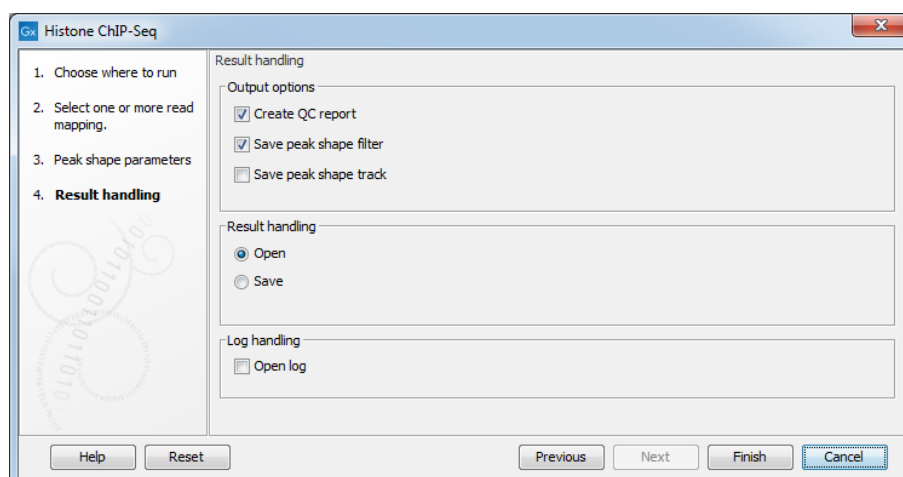 Gx Histone ChIP-Seq
1. Choose where to run
2. Select one or more read
mapping.
3. Peak shape parameters
4. Result handling
Result handling
Output options
Create QC report
Save peak shape filter
Save peak shape track
Result handling
Open
Save
Log handling
Open log
Help
Reset
Previous
Next
Finish
Cancel